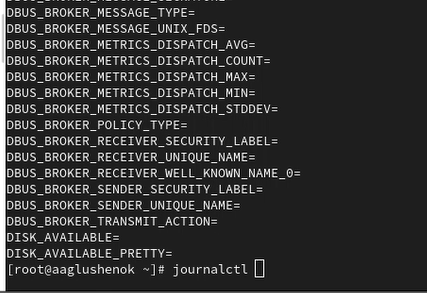 DBUS_BROKER_MESSAGE_TYPE=
DBUS_BROKER_MESSAGE_UNIX_FDS=
DBUS_BROKER_METRICS_DISPATCH_AVG=
DBUS_BROKER_METRICS_DISPATCH_COUNT=
DBUS_BROKER_METRICS_DISPATCH_MAX=
DBUS_BROKER_METRICS_DISPATCH_MIN=
DBUS_BROKER_METRICS_DISPATCH_STDDEV=
DBUS_BROKER_POLICY_TYPE=
DBUS_BROKER_RECEIVER_SECURITY_LABEL=
DBUS_BROKER_RECEIVER_UNIQUE_NAME=
DBUS_BROKER_RECEIVER_WELL_KNOWN_NAME_0=
DBUS_BROKER_SENDER_SECURITY_LABEL=
DBUS_BROKER_SENDER_UNIQUE_NAME=
DBUS_BROKER_TRANSMIT_ACTION=
DISK_AVAILABLE=
DISK_AVAILABLE_PRETTY=
[root@aaglushenok ~]# journalctl